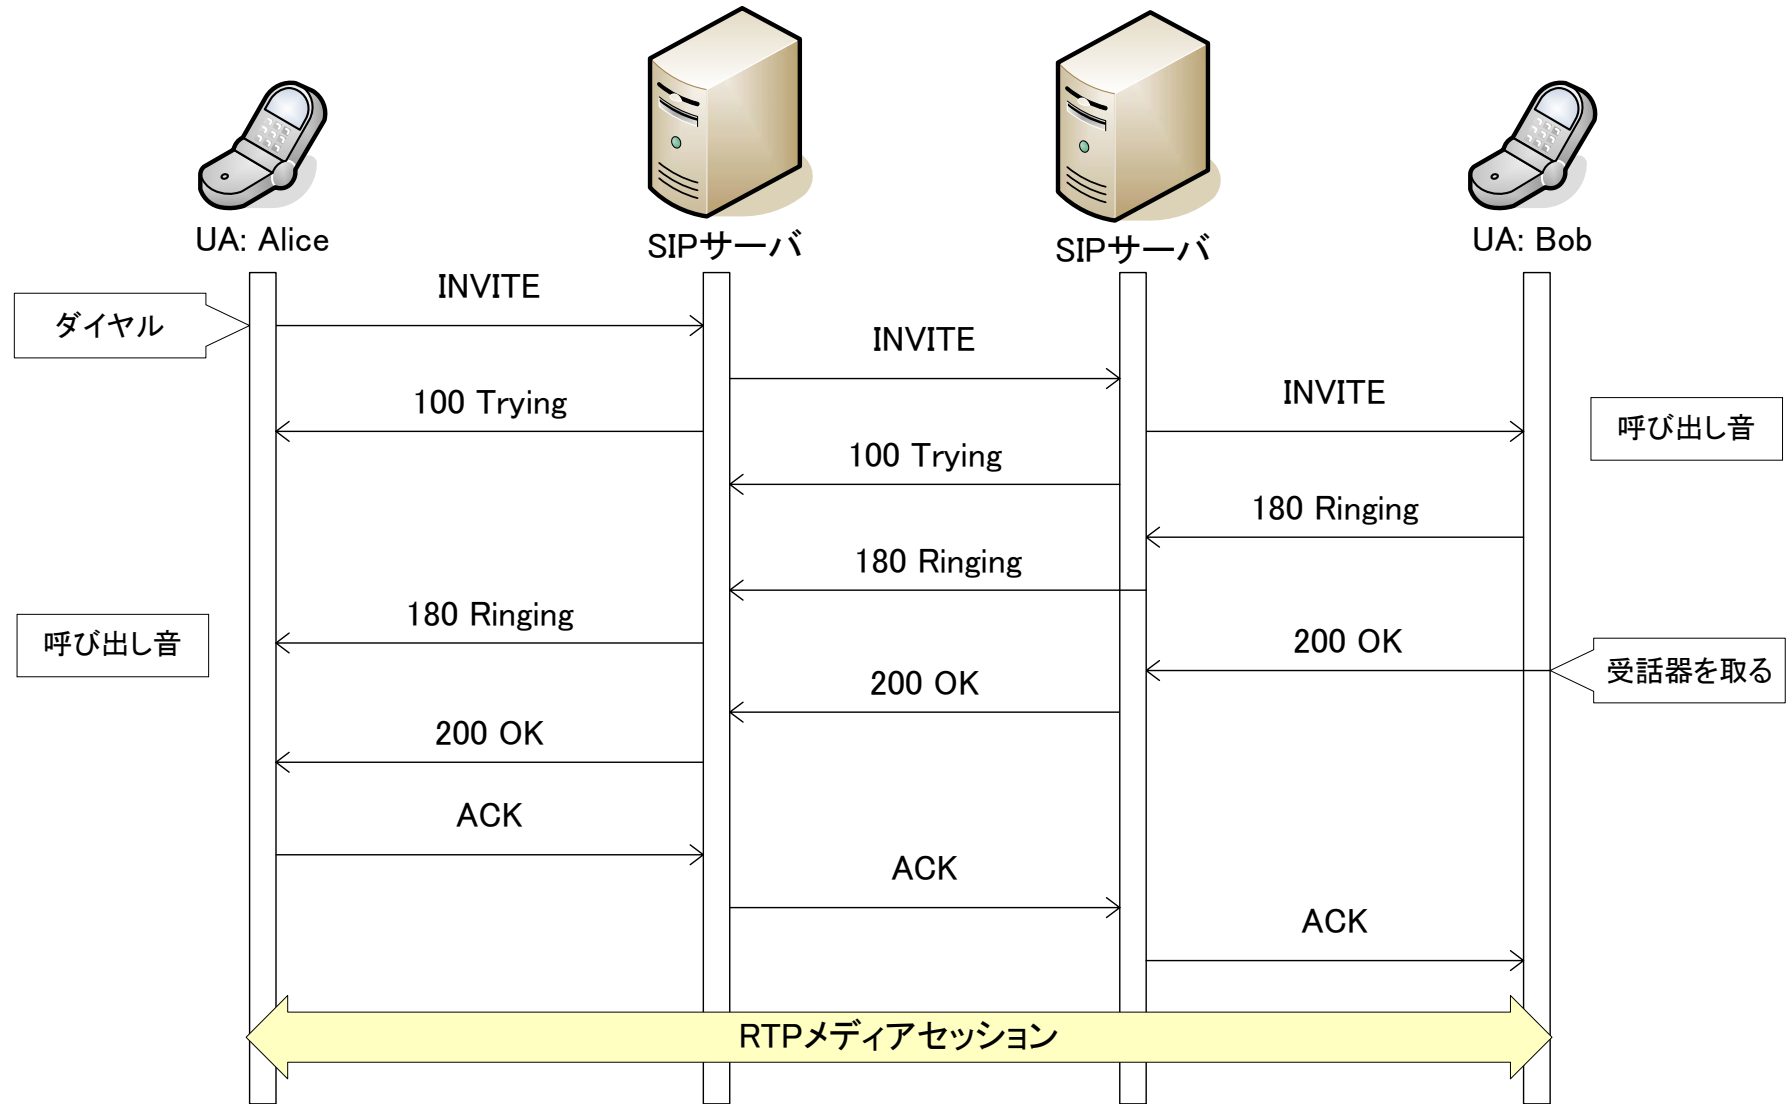 UA: Alice
SIPサーバ
SIPサーバ
UA: Bob
INVITE
ダイヤル
INVITE
INVITE
100 Trying
呼び出し音
100 Trying
180 Ringing
180 Ringing
180 Ringing
呼び出し音
200 OK
受話器を取る
200 OK
200 OK
ACK
ACK
ACK
RTPメディアセッション